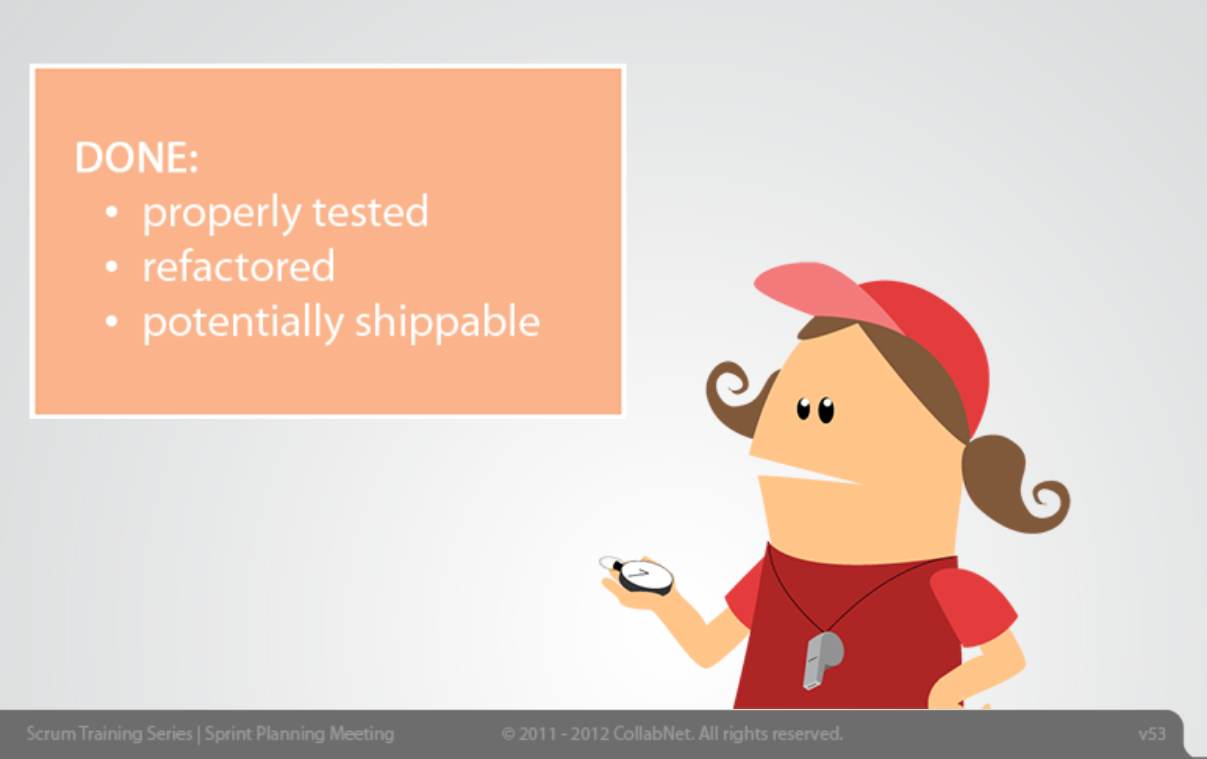 DONE:
• properly tested
• refactored
• potentially shippable
Scrum Training Series | Sprint Planning Meeting © 2011 - 2012 CollabNet. All rights reserved. v53